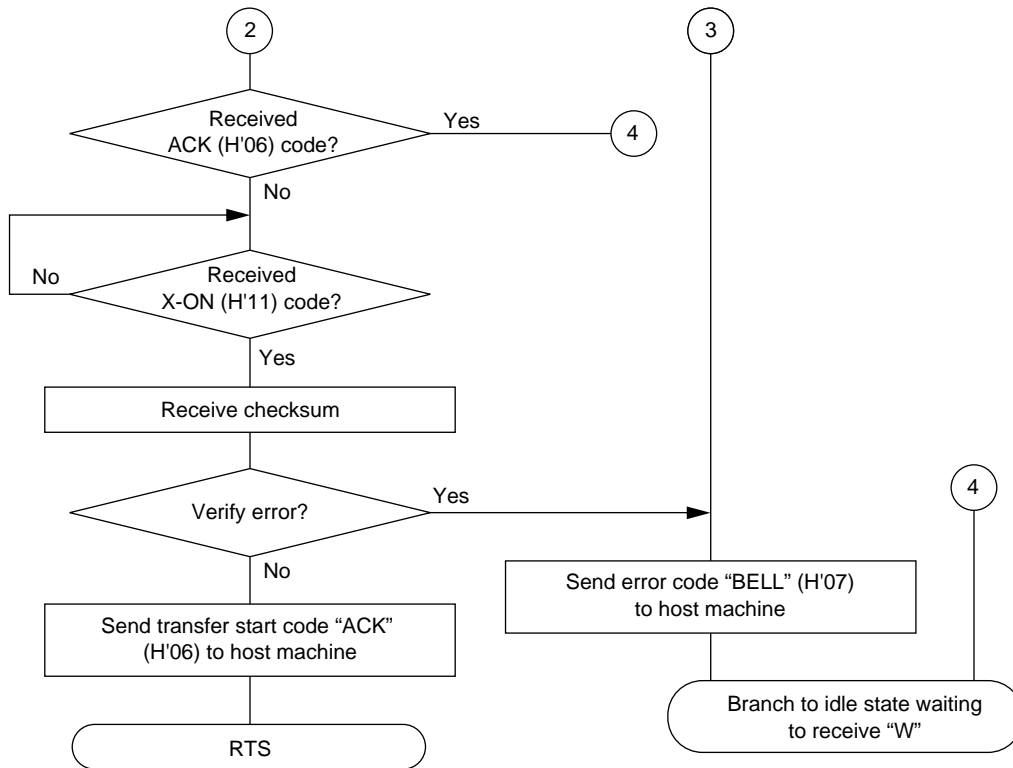 2
3
Received
ACK (H'06) code?
Yes
4
No
Received
X-ON (H'11) code?
No
Yes
Receive checksum
Verify error?
Yes
4
No
Send error code “BELL” (H'07)
to host machine
Send transfer start code “ACK”
(H'06) to host machine
Branch to idle state waiting
to receive “W”
RTS